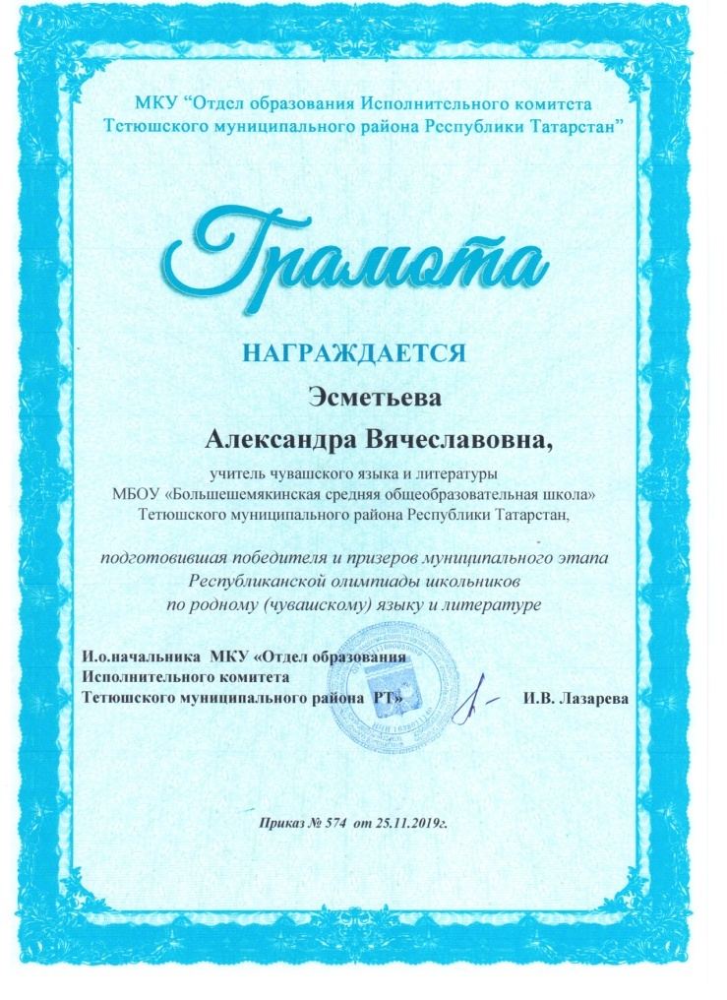 МКУ “Отдел образования Исполнительного комитета
Тетюшского муниципального района Республики Татарстан”
Грамота
НАГРАЖДАЕТСЯ
Эсметьева
Александра Вячеславовна,
учитель чувашского языка и литературы
МБОУ «Большешемякинская средняя общеобразовательная школа»
Тетюшского муниципального района Республики Татарстан,
подготовившая победителя и призеров муниципального этапа
Республиканской олимпиады школьников
по родному (чувашскому) языку и литературе
И.о.начальника МКУ «Отдел образования
Исполнительного комитета
Тетюшского муниципального района РТ»
И.В. Лазарева
Приказ № 574 от 25.11.2019г.